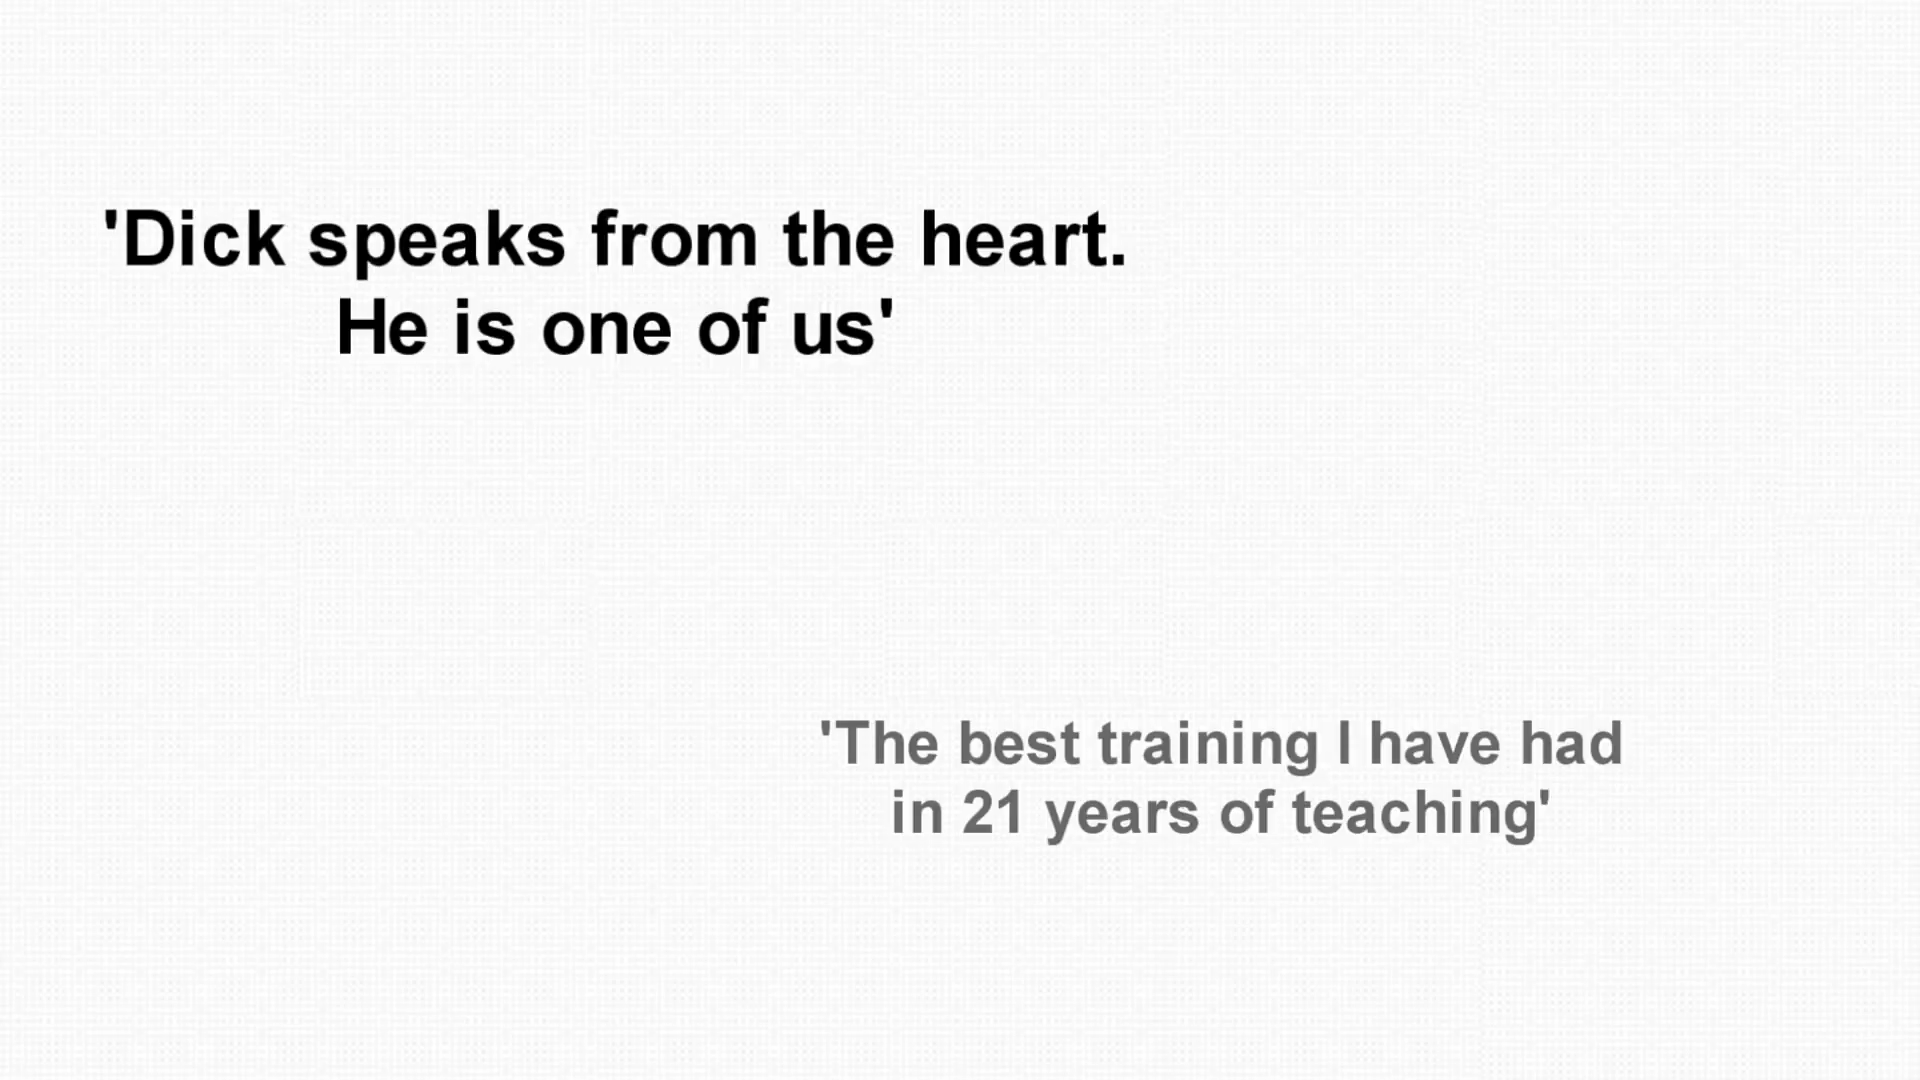 'Dick speaks from the heart.
He is one of us'
'The best training I have had
in 21 years of teaching'